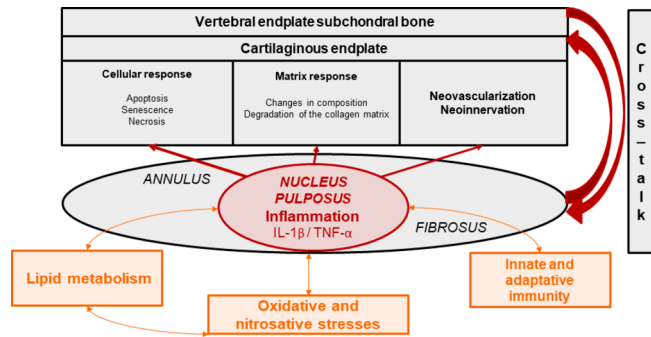 Vertebral endplate subchondral bone
Cartilaginous endplate
Cellular response
Apoptosis
Senescence
Necrosis
Matrix response
Changes in composition
Degradation of the collagen matrix
Neovascularization
Neoinnervation
ANNULUS
NUCLEUS
PULPOSUS
Inflammation
IL-1β / TNF-α
FIBROSUS
Lipid metabolism
Oxidative and
nitrosative stresses
Innate and
adaptative
immunity
Cross–talk